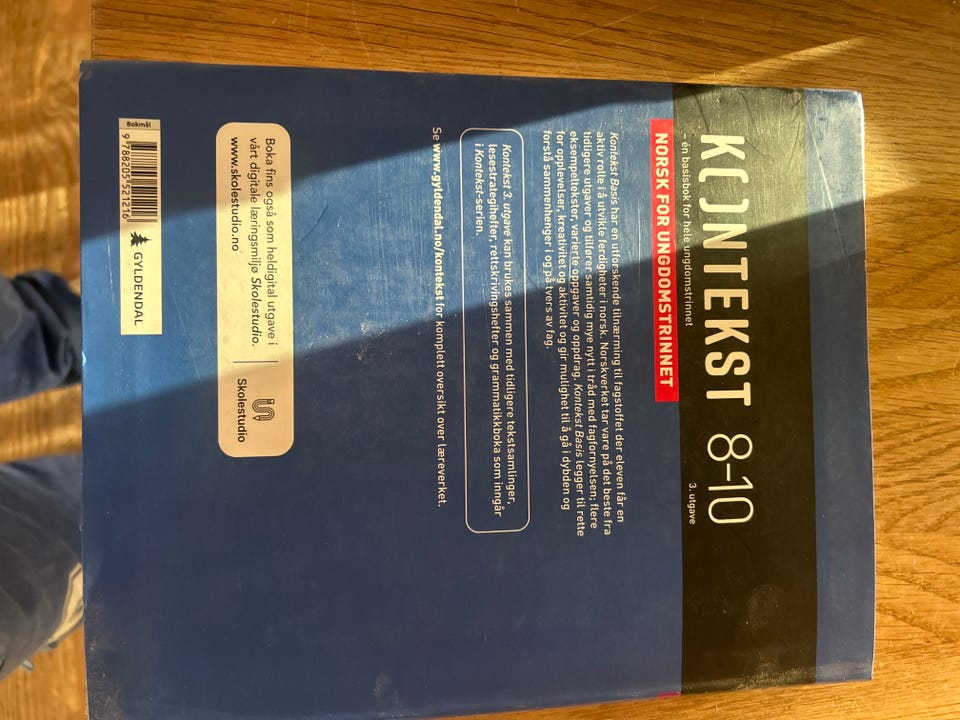 K( )NTEKST 8–10
– én basisbok for hele ungdomstrinnet
3. utgave
NORSK FOR UNGDOMSTRINNET
Kontekst Basis har en utforskende tilnærming til fagstoffet der eleven får en
aktiv rolle i å utvikle ferdigheter i norsk. Norskverket tar vare på det beste fra
tidligere utgaver og tilfører samtidig mye nytt i tråd med fagfornyelsen; flere
eksempeltekster, varierte oppgaver og oppdrag. Kontekst Basis legger til rette
for opplevelser, kreativitet og aktivitet og gir mulighet til å gå i dybden og
forstå sammenhenger i og på tvers av fag.
Kontekst 3. utgave kan brukes sammen med tidligere tekstsamlinger,
lesestrategihefter, rettskrivingshefter og grammatikkboka som inngår
i Kontekst-serien.
Se www.gyldendal.no/kontekst for komplett oversikt over læreverket.
Boka fins også som heldigital utgave i
vårt digitale læringsmiljø Skolestudio.
www.skolestudio.no
Skolestudio
Bokmål
9 788205 521216
GYLDENDAL